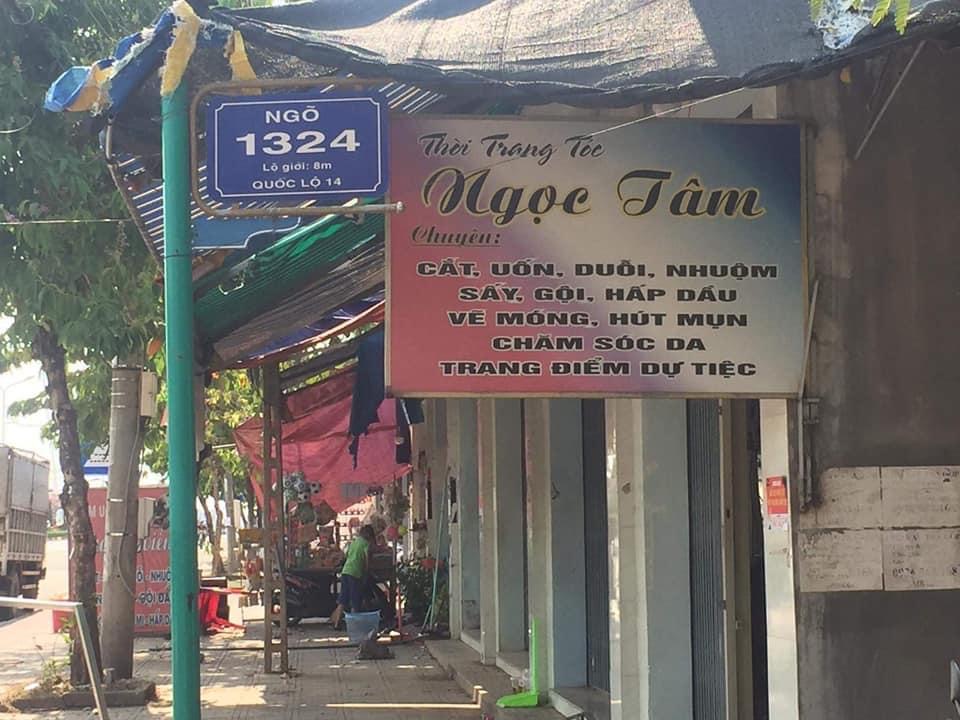 NGÕ
1324
Lộ giới: 8m
QUỐC LỘ 14
Thời Trang Tóc
Ngọc Tâm
Chuyên:
CẮT, UỐN, DUỖI, NHUỘM
SẤY, GỘI, HẤP DẦU
VẼ MÓNG, HÚT MỤN
CHĂM SÓC DA
TRANG ĐIỂM DỰ TIỆC